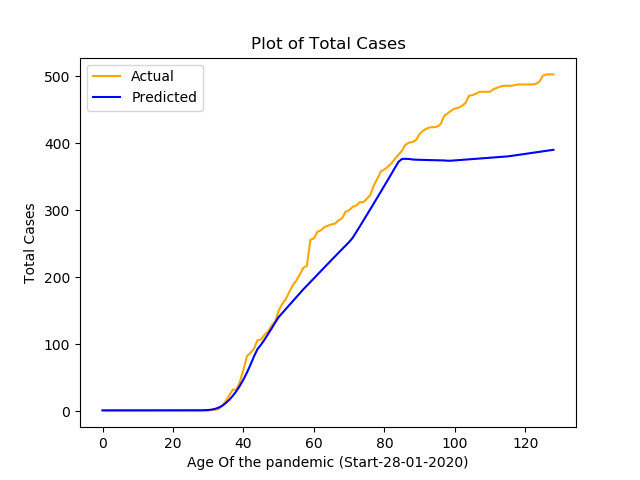 Plot of Total Cases
Actual
Predicted
500
400
300
200
100
0
Total Cases
0 20 40 60 80 100 120
Age Of the pandemic (Start-28-01-2020)